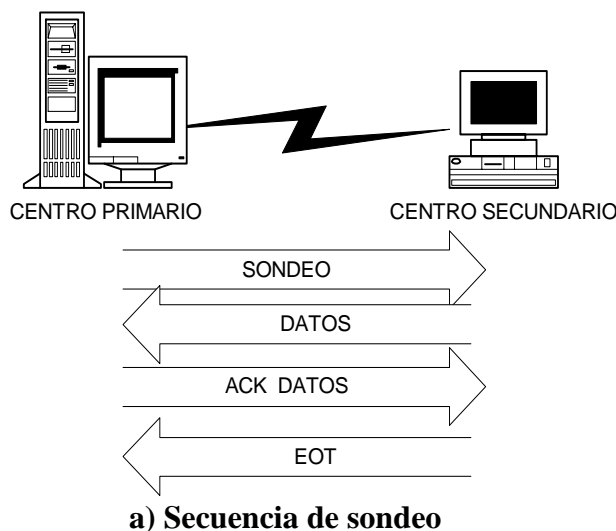 CENTRO PRIMARIO
CENTRO SECUNDARIO
SONDEO
DATOS
ACK DATOS
EOT
a) Secuencia de sondeo